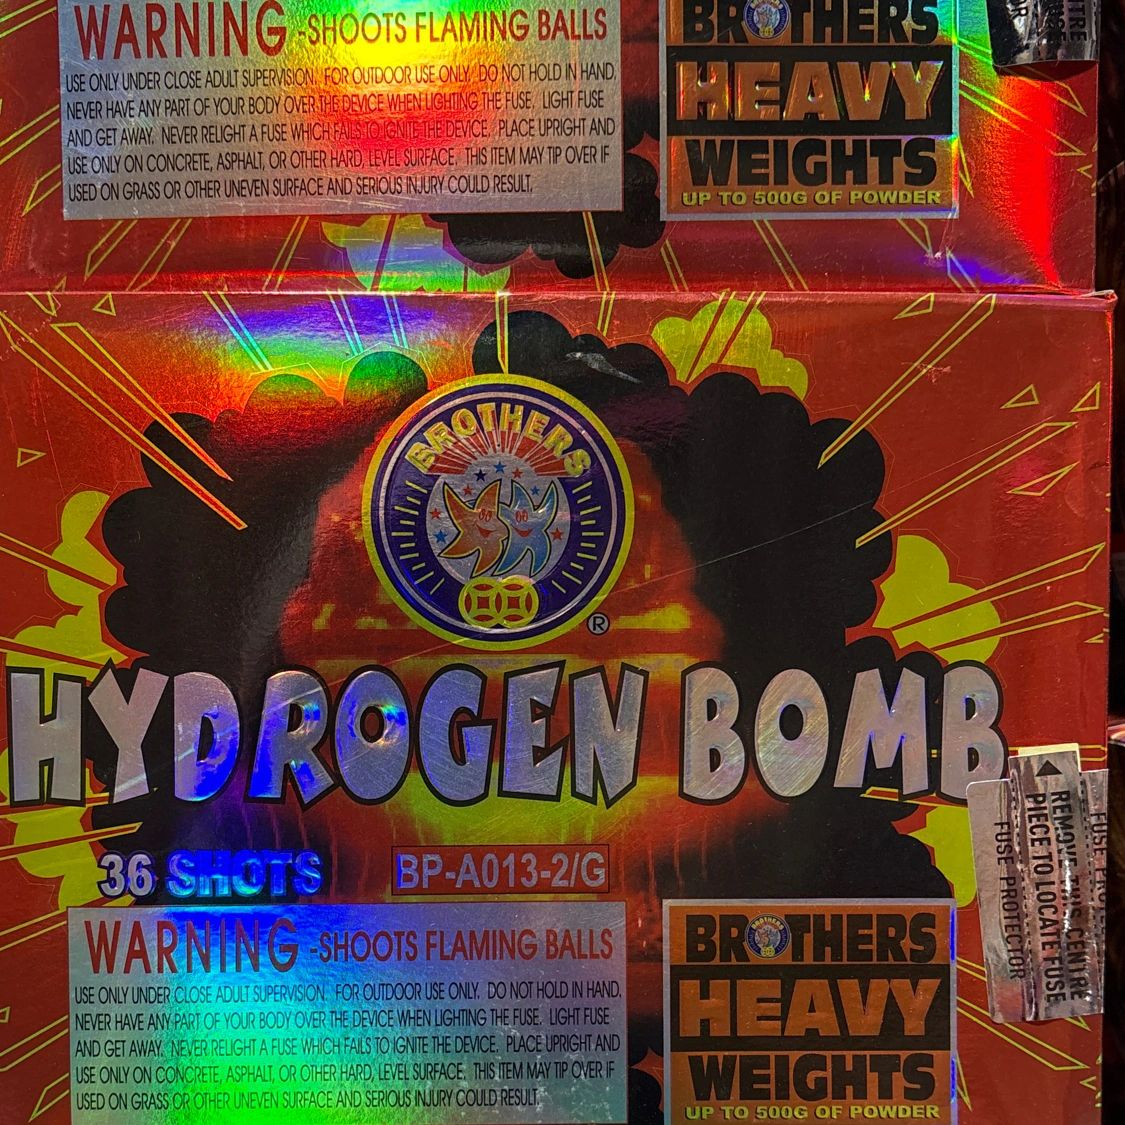 WARNING -SHOOTS FLAMING BALLS
USE ONLY UNDER CLOSE ADULT SUPERVISION. FOR OUTDOOR USE ONLY. DO NOT HOLD IN HAND,
NEVER HAVE ANY PART OF YOUR BODY OVER THE DEVICE WHEN LIGHTING THE FUSE. LIGHT FUSE
AND GET AWAY. NEVER RELIGHT A FUSE WHICH FAILS TO IGNITE THE DEVICE. PLACE UPRIGHT AND
USE ONLY ON CONCRETE, ASPHALT, OR OTHER HARD, LEVEL SURFACE. THIS ITEM MAY TIP OVER IF
USED ON GRASS OR OTHER UNEVEN SURFACE AND SERIOUS INJURY COULD RESULT.
BROTHERS
HEAVY
WEIGHTS
UP TO 500G OF POWDER
BROTHERS
®
HYDROGEN BOMB
36 SHOTS
BP-A013-2/G
REMOVE THIS CENTRE
PIECE TO LOCATE FUSE
FUSE PROTECTOR
WARNING -SHOOTS FLAMING BALLS
USE ONLY UNDER CLOSE ADULT SUPERVISION. FOR OUTDOOR USE ONLY. DO NOT HOLD IN HAND,
NEVER HAVE ANY PART OF YOUR BODY OVER THE DEVICE WHEN LIGHTING THE FUSE. LIGHT FUSE
AND GET AWAY. NEVER RELIGHT A FUSE WHICH FAILS TO IGNITE THE DEVICE. PLACE UPRIGHT AND
USE ONLY ON CONCRETE, ASPHALT, OR OTHER HARD, LEVEL SURFACE. THIS ITEM MAY TIP OVER IF
USED ON GRASS OR OTHER UNEVEN SURFACE AND SERIOUS INJURY COULD RESULT.
BROTHERS
HEAVY
WEIGHTS
UP TO 500G OF POWDER